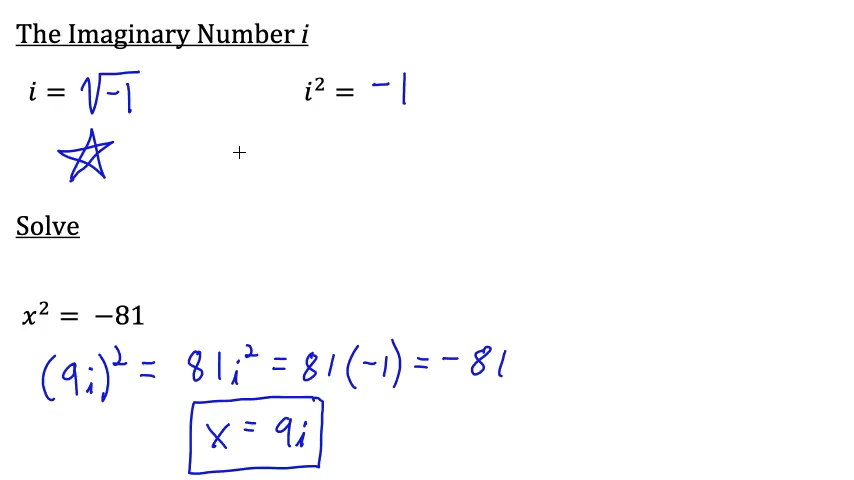 The Imaginary Number i
i = √-1 i² = -1
Solve
x² = −81
(9i)² = 81i² = 81(-1) = -81
x = 9i